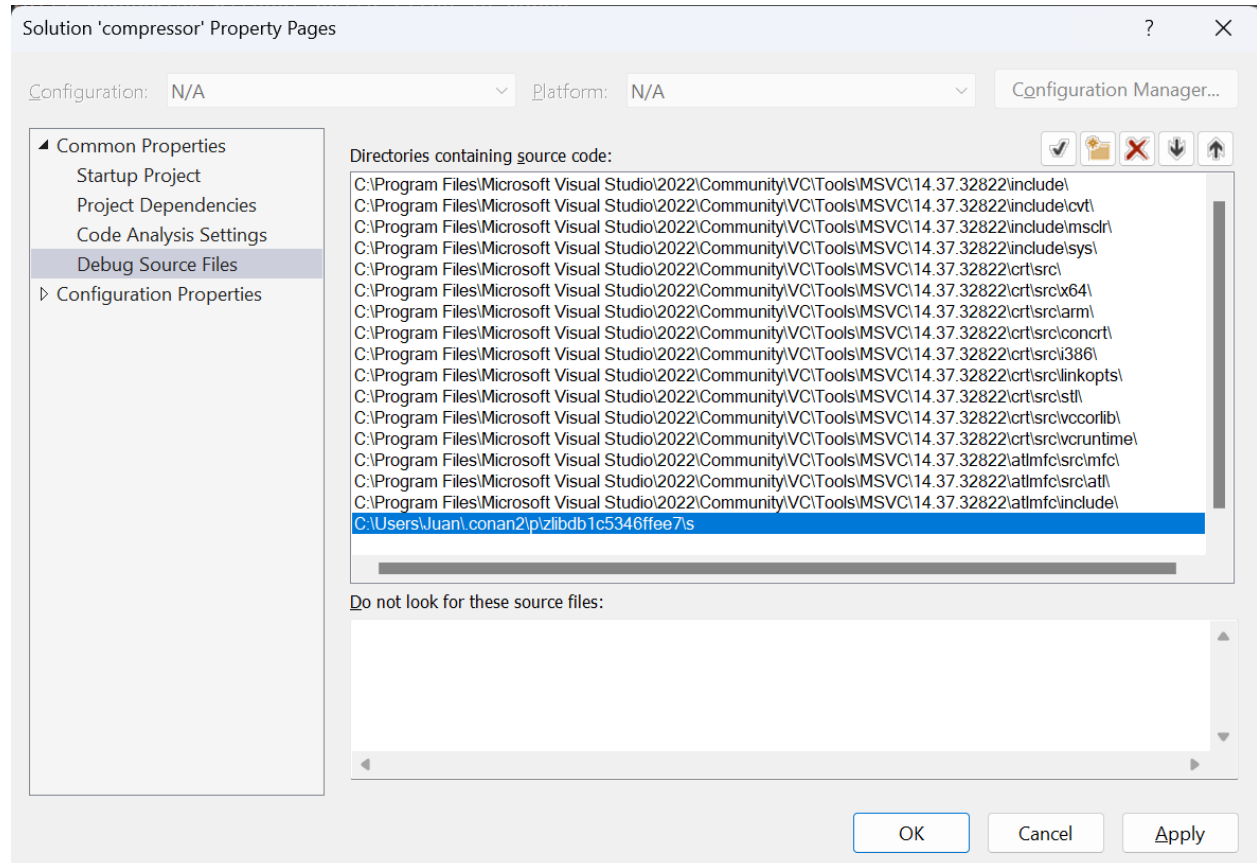 Solution 'compressor' Property Pages
?
Configuration: N/A Platform: N/A Configuration Manager...
Common Properties
Startup Project
Project Dependencies
Code Analysis Settings
Debug Source Files
Configuration Properties
Directories containing source code:
C:\Program Files\Microsoft Visual Studio\2022\Community\VC\Tools\MSVC\14.37.32822\include\
C:\Program Files\Microsoft Visual Studio\2022\Community\VC\Tools\MSVC\14.37.32822\include\cvt\
C:\Program Files\Microsoft Visual Studio\2022\Community\VC\Tools\MSVC\14.37.32822\include\msclr\
C:\Program Files\Microsoft Visual Studio\2022\Community\VC\Tools\MSVC\14.37.32822\include\sys\
C:\Program Files\Microsoft Visual Studio\2022\Community\VC\Tools\MSVC\14.37.32822\crt\src\
C:\Program Files\Microsoft Visual Studio\2022\Community\VC\Tools\MSVC\14.37.32822\crt\src\x64\
C:\Program Files\Microsoft Visual Studio\2022\Community\VC\Tools\MSVC\14.37.32822\crt\src\arm\
C:\Program Files\Microsoft Visual Studio\2022\Community\VC\Tools\MSVC\14.37.32822\crt\src\concrt\
C:\Program Files\Microsoft Visual Studio\2022\Community\VC\Tools\MSVC\14.37.32822\crt\src\i386\
C:\Program Files\Microsoft Visual Studio\2022\Community\VC\Tools\MSVC\14.37.32822\crt\src\linkopts\
C:\Program Files\Microsoft Visual Studio\2022\Community\VC\Tools\MSVC\14.37.32822\crt\src\stl\
C:\Program Files\Microsoft Visual Studio\2022\Community\VC\Tools\MSVC\14.37.32822\crt\src\vccorlib\
C:\Program Files\Microsoft Visual Studio\2022\Community\VC\Tools\MSVC\14.37.32822\crt\src\vcruntime\
C:\Program Files\Microsoft Visual Studio\2022\Community\VC\Tools\MSVC\14.37.32822\atlmfc\src\mfc\
C:\Program Files\Microsoft Visual Studio\2022\Community\VC\Tools\MSVC\14.37.32822\atlmfc\src\atl\
C:\Program Files\Microsoft Visual Studio\2022\Community\VC\Tools\MSVC\14.37.32822\atlmfc\include\
C:\Users\Juan\.conan2\p\zlibdb1c5346ffee7\s
Do not look for these source files:
OK Cancel Apply